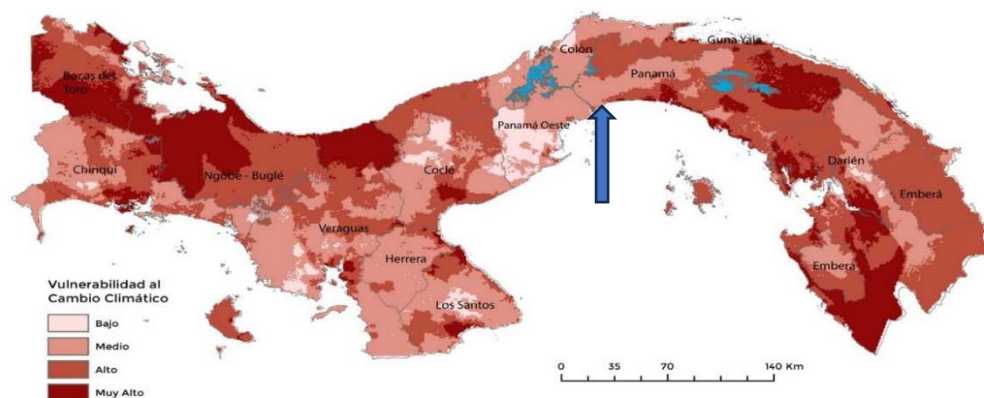 Guna Yala
Colón
Bocas del
Toro
Panamá
Panamá Oeste
Chiriquí
Ngobe - Buglé
Coclé
Darién
Emberá
Veraguas
Herrera
Emberá
Los Santos
Vulnerabilidad al
Cambio Climático
Bajo
Medio
Alto
Muy Alto
0 35 70 140 Km